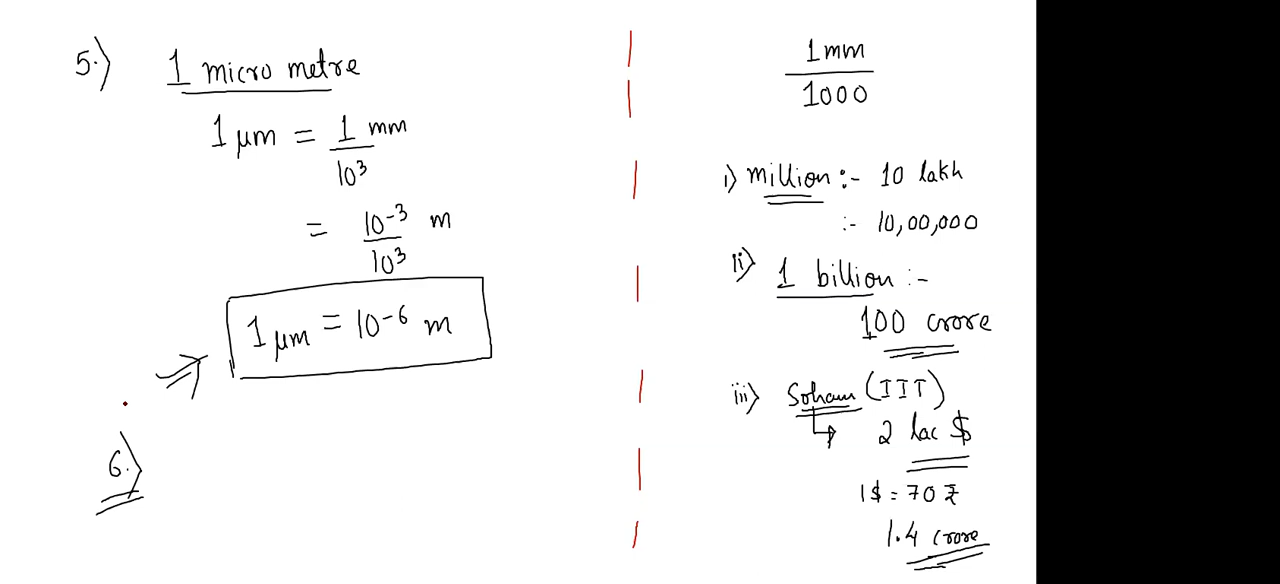 5.) 1 micro metre
1 μm = 1 mm / 10³
= 10⁻³ / 10³ m
1 μm = 10⁻⁶ m
6.)
1mm / 1000
i) million :- 10 lakh
:- 10,00,000
ii) 1 billion :-
100 crore
iii) Soham (IIT)
2 lac $
1$ = 70 ₹
1.4 crore